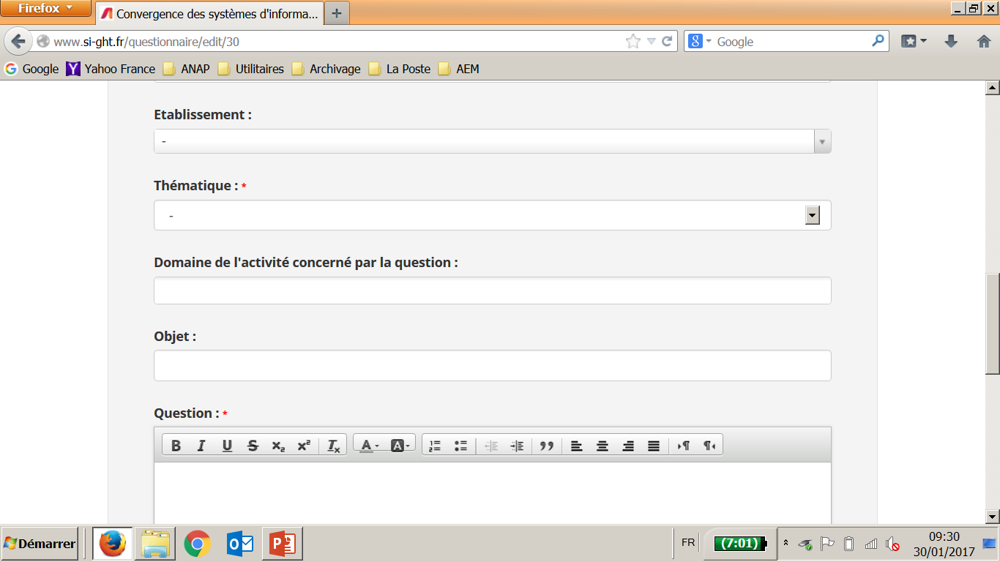 Firefox
Convergence des systèmes d'informa...
www.si-ght.fr/questionnaire/edit/30
Google
Google
Yahoo France
ANAP
Utilitaires
Archivage
La Poste
AEM
Etablissement :
-
Thématique : *
-
Domaine de l'activité concerné par la question :
Objet :
Question : *
B I U S x₂ x² Tx A A
Démarrer
FR
(7:01)
09:30
30/01/2017